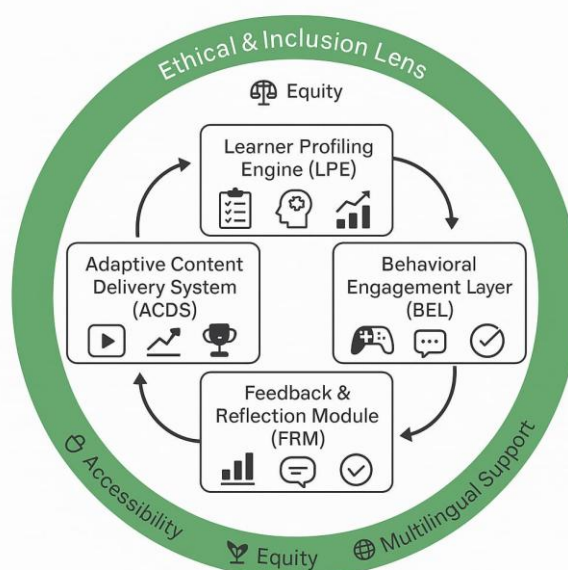 Ethical & Inclusion Lens
Equity
Learner Profiling
Engine (LPE)
Adaptive Content
Delivery System
(ACDS)
Behavioral
Engagement Layer
(BEL)
Feedback &
Reflection Module
(FRM)
Accessibility
Equity
Multilingual Support